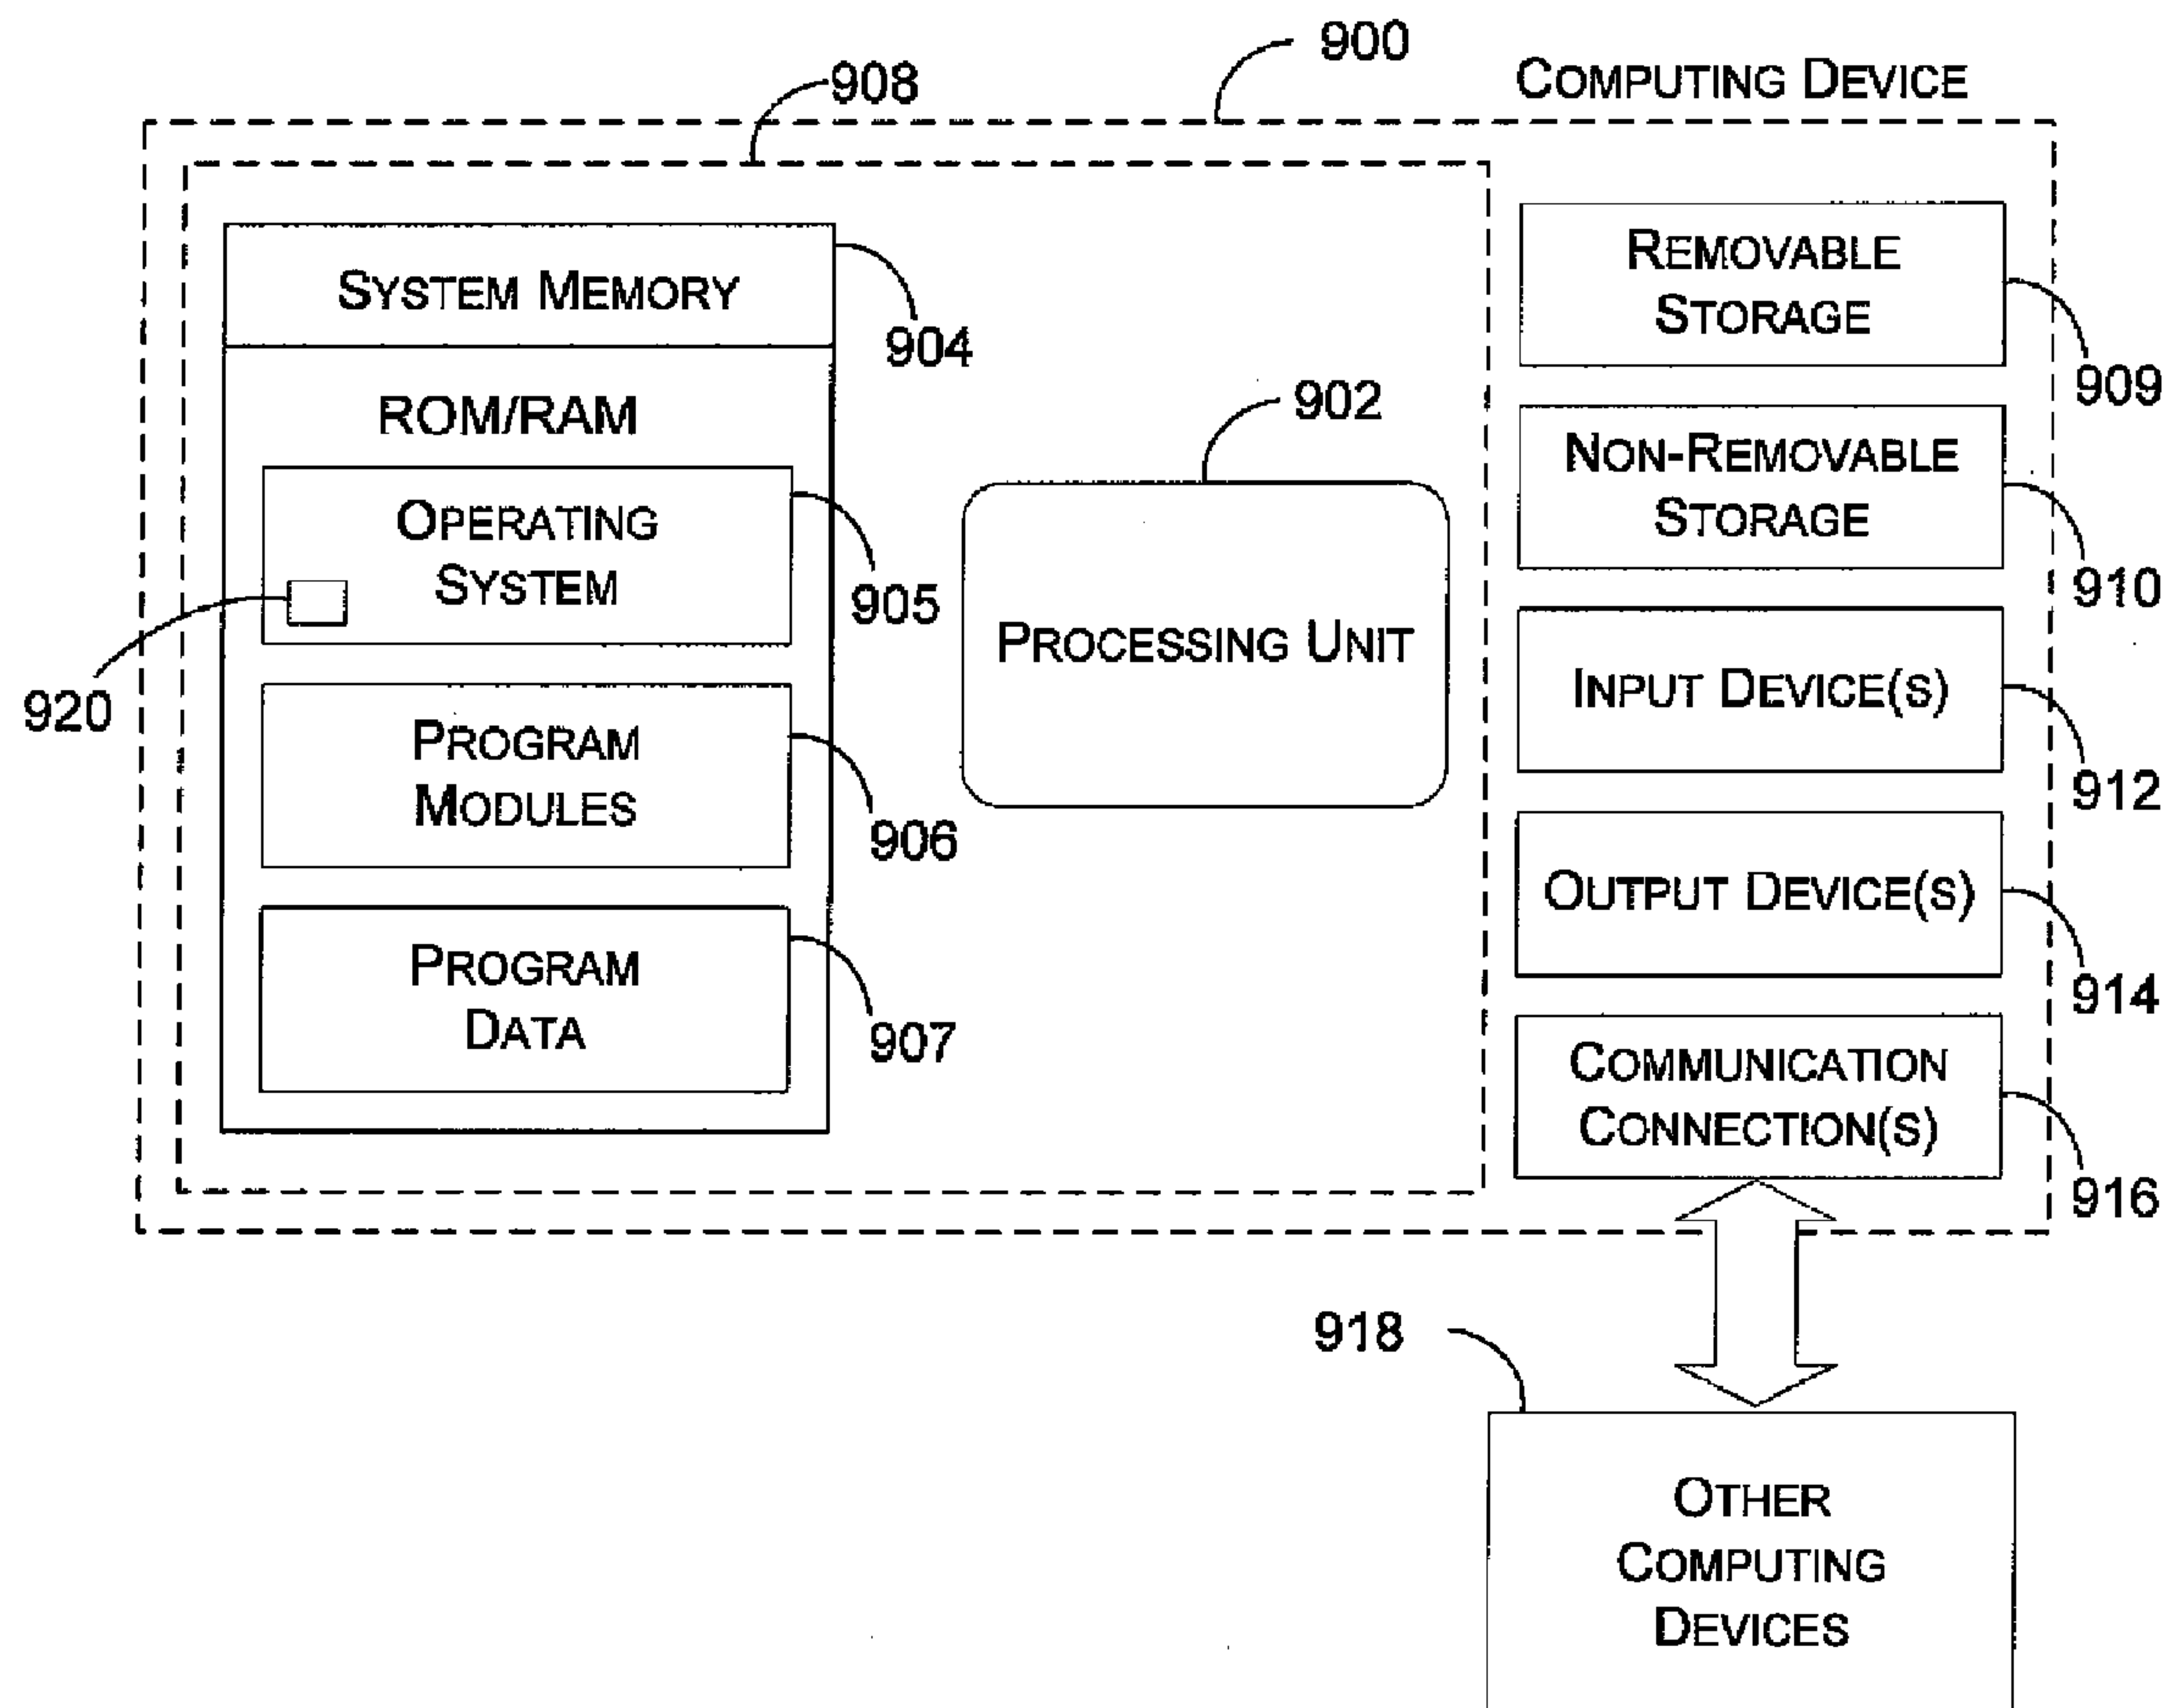 900
COMPUTING DEVICE
908
SYSTEM MEMORY
904
ROM/RAM
OPERATING
SYSTEM
905
920
PROGRAM
MODULES
906
PROGRAM
DATA
907
902
PROCESSING UNIT
REMOVABLE
STORAGE
909
NON-REMOVABLE
STORAGE
910
INPUT DEVICE(S)
912
OUTPUT DEVICE(S)
914
COMMUNICATION
CONNECTION(S)
916
918
OTHER
COMPUTING
DEVICES